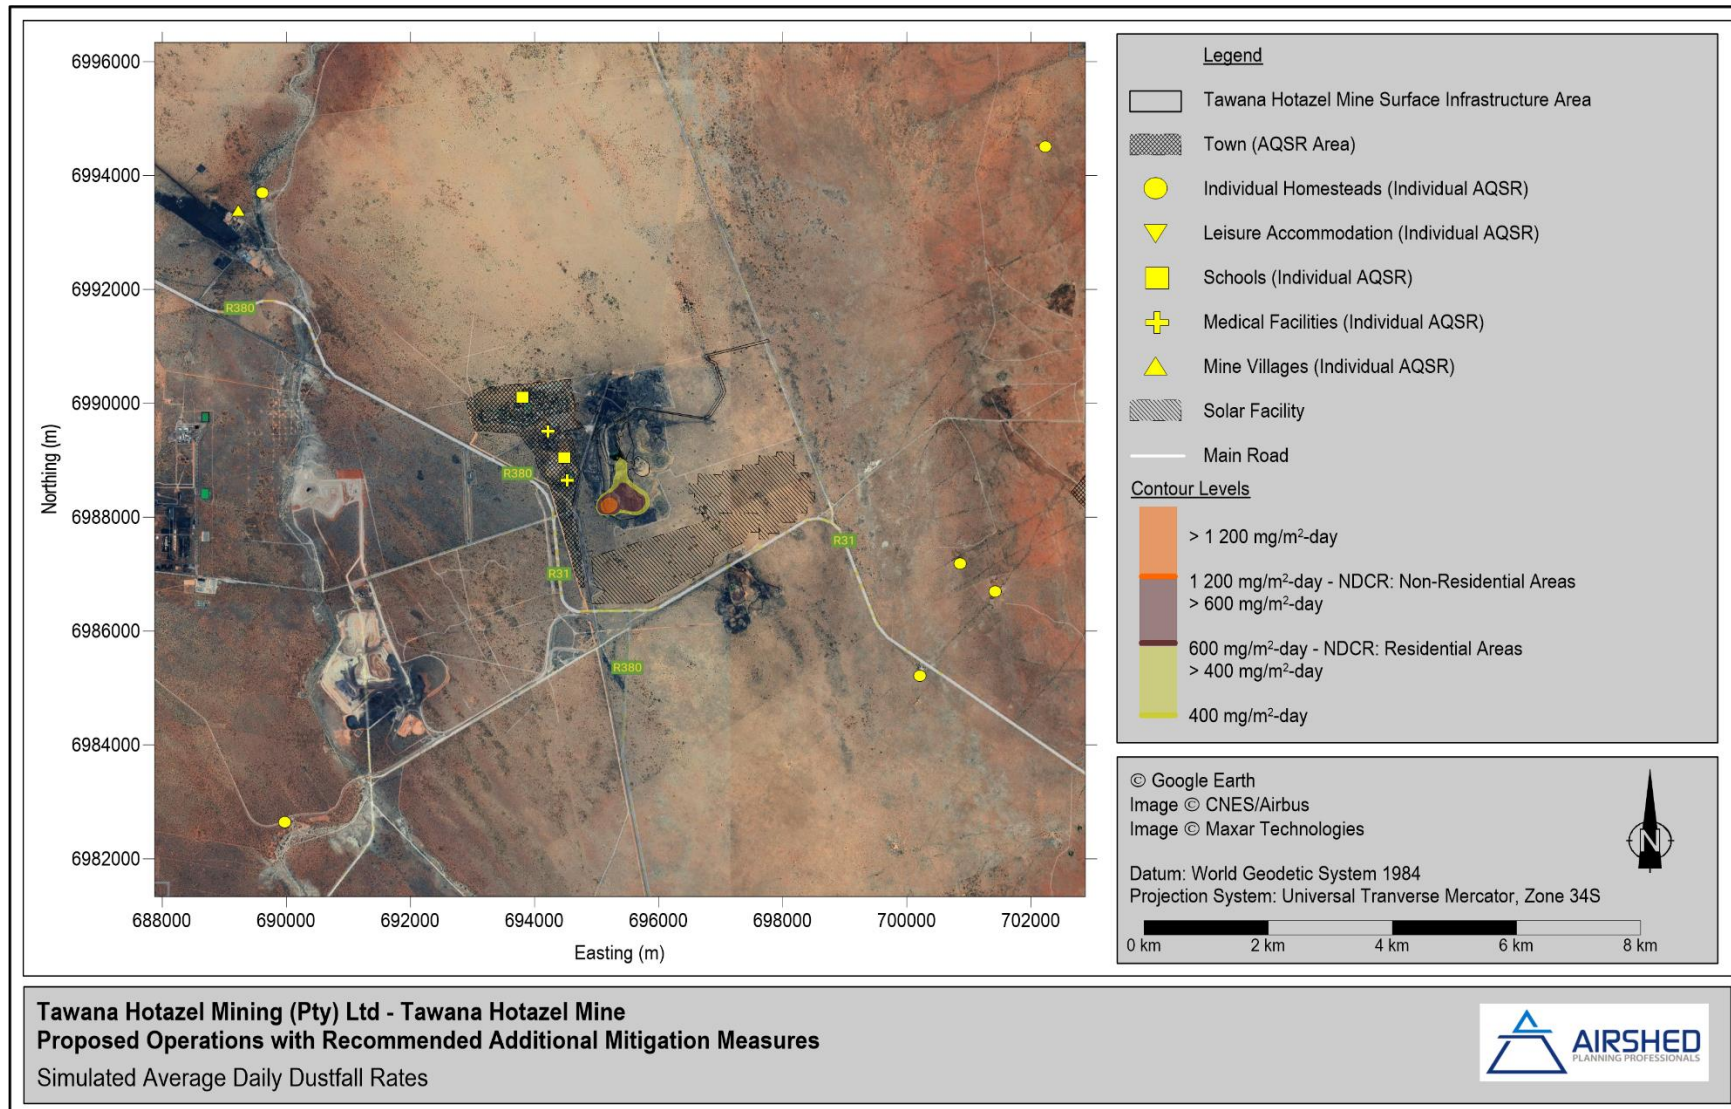 6996000
6994000
6992000
6990000
6988000
6986000
6984000
6982000
Northing (m)
688000 690000 692000 694000 696000 698000 700000 702000
Easting (m)
R380
R380
R31
R31
R380
Legend
Tawana Hotazel Mine Surface Infrastructure Area
Town (AQSR Area)
Individual Homesteads (Individual AQSR)
Leisure Accommodation (Individual AQSR)
Schools (Individual AQSR)
Medical Facilities (Individual AQSR)
Mine Villages (Individual AQSR)
Solar Facility
Main Road
Contour Levels
> 1 200 mg/m²-day
1 200 mg/m²-day - NDCR: Non-Residential Areas
> 600 mg/m²-day
600 mg/m²-day - NDCR: Residential Areas
> 400 mg/m²-day
400 mg/m²-day
© Google Earth
Image © CNES/Airbus
Image © Maxar Technologies
N
Datum: World Geodetic System 1984
Projection System: Universal Tranverse Mercator, Zone 34S
0 km 2 km 4 km 6 km 8 km
Tawana Hotazel Mining (Pty) Ltd - Tawana Hotazel Mine
Proposed Operations with Recommended Additional Mitigation Measures
Simulated Average Daily Dustfall Rates
AIRSHED
PLANNING PROFESSIONALS